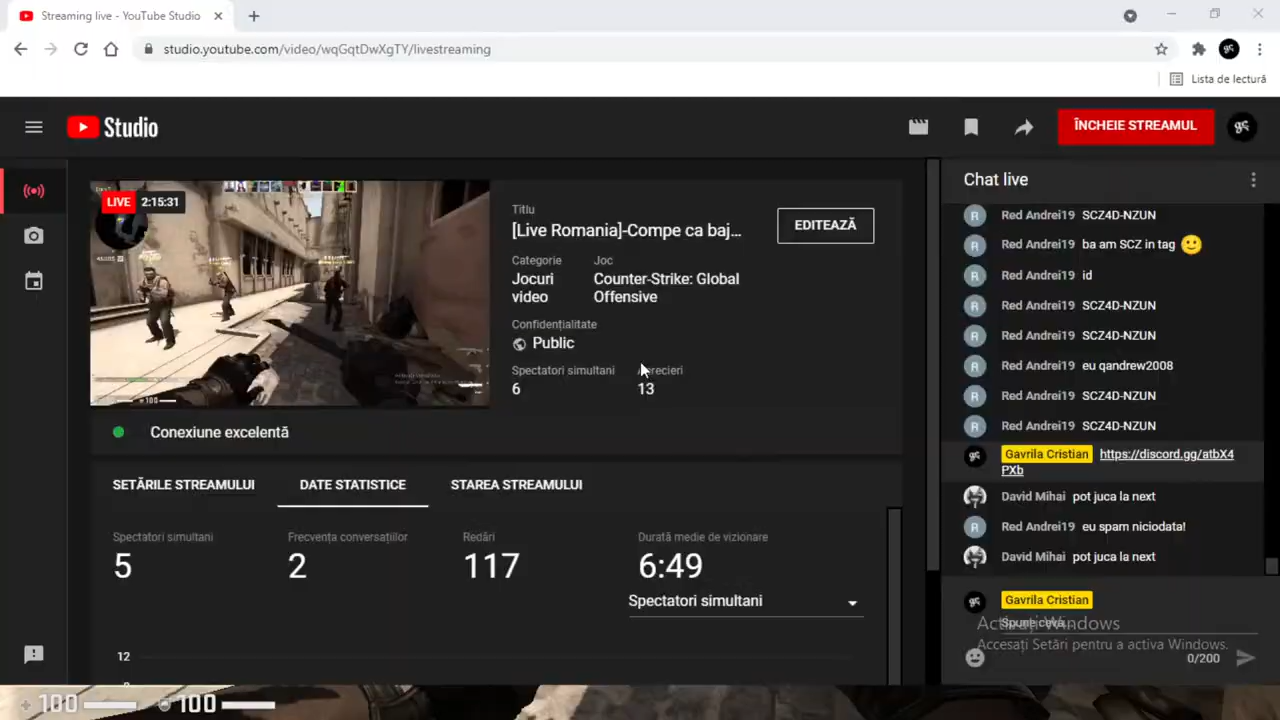 Streaming live - YouTube Studio
studio.youtube.com/video/wqGqtDwXgTY/livestreaming
Lista de lectură
Studio
ÎNCHEIE STREAMUL
LIVE 2:15:31
Titlu
[Live Romania]-Compe ca baj...
EDITEAZĂ
Categorie
Joc
Jocuri video
Counter-Strike: Global
Offensive
Confidențialitate
Public
Spectatori simultani
6
13
Conexiune excelentă
SETĂRILE STREAMULUI
DATE STATISTICE
STAREA STREAMULUI
Spectatori simultani
5
Frecvența conversațiilor
2
Redări
117
Durată medie de vizionare
6:49
Spectatori simultani
12
Chat live
Red Andrei19 SCZ4D-NZUN
Red Andrei19 ba am SCZ in tag
Red Andrei19 id
Red Andrei19 SCZ4D-NZUN
Red Andrei19 SCZ4D-NZUN
Red Andrei19 eu qandrew2008
Red Andrei19 SCZ4D-NZUN
Red Andrei19 SCZ4D-NZUN
Gavrila Cristian https://discord.gg/atbX4
PXb
David Mihai pot juca la next
Red Andrei19 eu spam niciodata!
David Mihai pot juca la next
Gavrila Cristian
Spune ceva...
Activați Windows
Accesați Setări pentru a activa Windows.
0/200
100
100